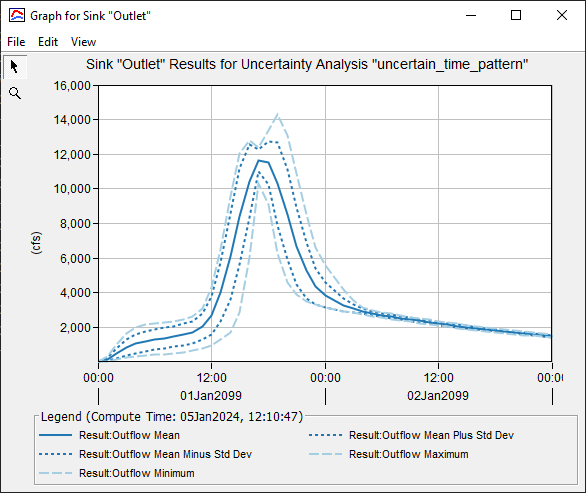 Graph for Sink "Outlet"
File Edit View
Sink "Outlet" Results for Uncertainty Analysis "uncertain_time_pattern"
16,000
14,000
12,000
10,000
8,000
6,000
4,000
2,000
(cfs)
00:00 12:00 00:00 12:00 00:0
01Jan2099 02Jan2099
Legend (Compute Time: 05Jan2024, 12:10:47)
Result:Outflow Mean Result:Outflow Mean Plus Std Dev
Result:Outflow Mean Minus Std Dev Result:Outflow Maximum
Result:Outflow Minimum